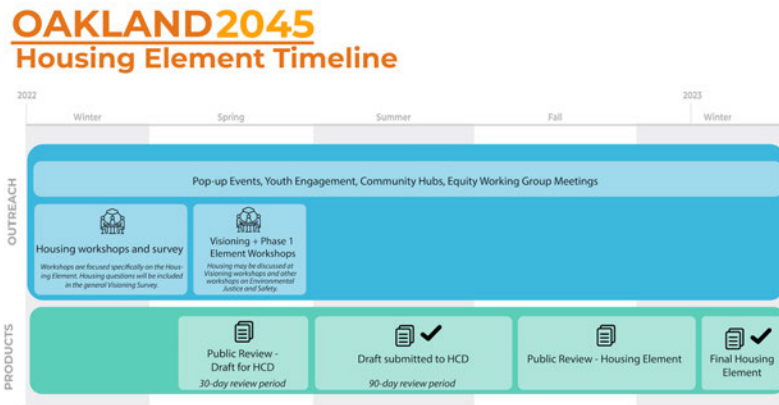 OAKLAND 2045
Housing Element Timeline
2022
2023
Winter
Spring
Summer
Fall
Winter
OUTREACH
Pop-up Events, Youth Engagement, Community Hubs, Equity Working Group Meetings
Housing workshops and survey
Workshops are focused specifically on the Hous-
ing Element. Housing questions will be included
in the general Visioning Survey.
Visioning + Phase 1
Element Workshops
Housing may be discussed at
Visioning workshops and other
workshops on Environmental
Justice and Safety.
PRODUCTS
Public Review -
Draft for HCD
30-day review period
Draft submitted to HCD
90-day review period
Public Review - Housing Element
Final Housing
Element